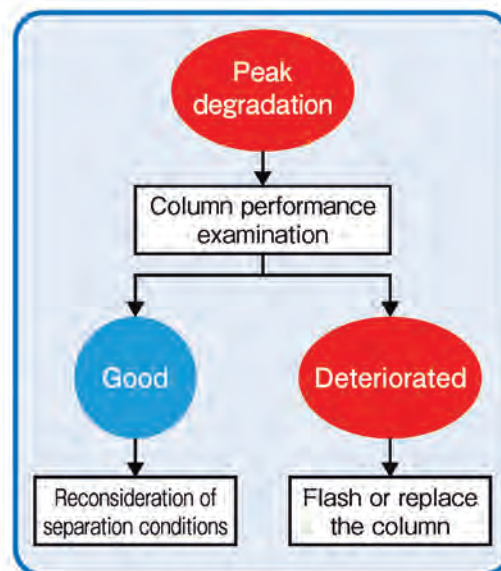 Peak
degradation
Column performance
examination
Good
Deteriorated
Reconsideration of
separation conditions
Flash or replace
the column